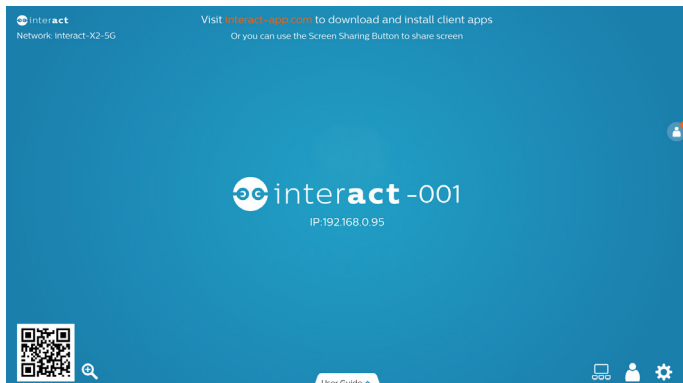 interact
Network: interact-X2-5G
Visit interact-app.com to download and install client apps
Or you can use the Screen Sharing Button to share screen
interact -001
IP:192.168.0.95
User Guide